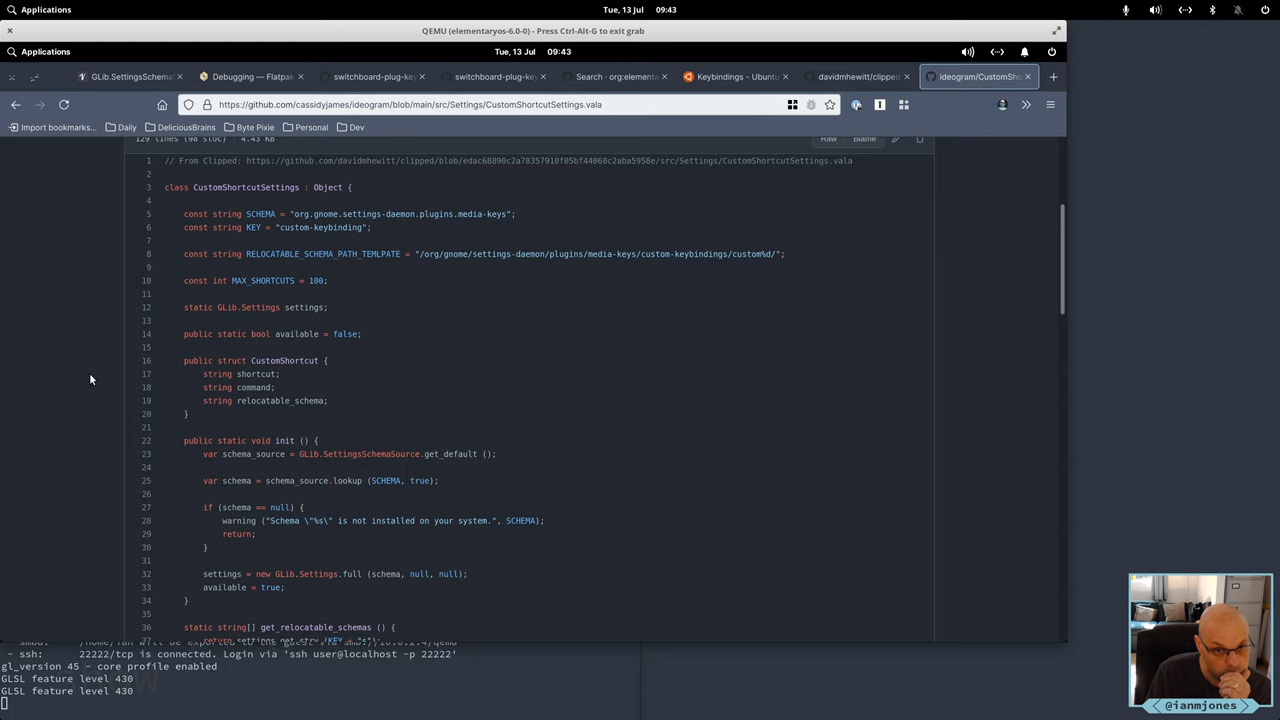 Applications
Tue, 13 Jul 09:43
QEMU (elementaryos-6.0-0) - Press Ctrl-Alt-G to exit grab
Applications
Tue, 13 Jul 09:43
GLib.SettingsSchema
Debugging — Flatpak
switchboard-plug-key
switchboard-plug-key
Search · org:elementa
Keybindings - Ubuntu
davidmhewitt/clipped
ideogram/CustomSho
https://github.com/cassidyjames/ideogram/blob/main/src/Settings/CustomShortcutSettings.vala
Import bookmarks...
Daily
DeliciousBrains
Byte Pixie
Personal
Dev
129 lines (98 sloc) 4.43 KB
Raw
Blame
1 // From Clipped: https://github.com/davidmhewitt/clipped/blob/edac68890c2a78357910f05bf44060c2aba5958e/src/Settings/CustomShortcutSettings.vala
2
3 class CustomShortcutSettings : Object {
4
5 const string SCHEMA = "org.gnome.settings-daemon.plugins.media-keys";
6 const string KEY = "custom-keybinding";
7
8 const string RELOCATABLE_SCHEMA_PATH_TEMLPATE = "/org/gnome/settings-daemon/plugins/media-keys/custom-keybindings/custom%d/";
9
10 const int MAX_SHORTCUTS = 100;
11
12 static GLib.Settings settings;
13
14 public static bool available = false;
15
16 public struct CustomShortcut {
17 string shortcut;
18 string command;
19 string relocatable_schema;
20 }
21
22 public static void init () {
23 var schema_source = GLib.SettingsSchemaSource.get_default ();
24
25 var schema = schema_source.lookup (SCHEMA, true);
26
27 if (schema == null) {
28 warning ("Schema \"%s\" is not installed on your system.", SCHEMA);
29 return;
30 }
31
32 settings = new GLib.Settings.full (schema, null, null);
33 available = true;
34 }
35
36 static string[] get_relocatable_schemas () {
37 return settings.get_strv (KEY + "s");
- ssh: 22222/tcp is connected. Login via 'ssh user@localhost -p 22222'
gl_version 45 - core profile enabled
GLSL feature level 430
GLSL feature level 430
@ianmjones